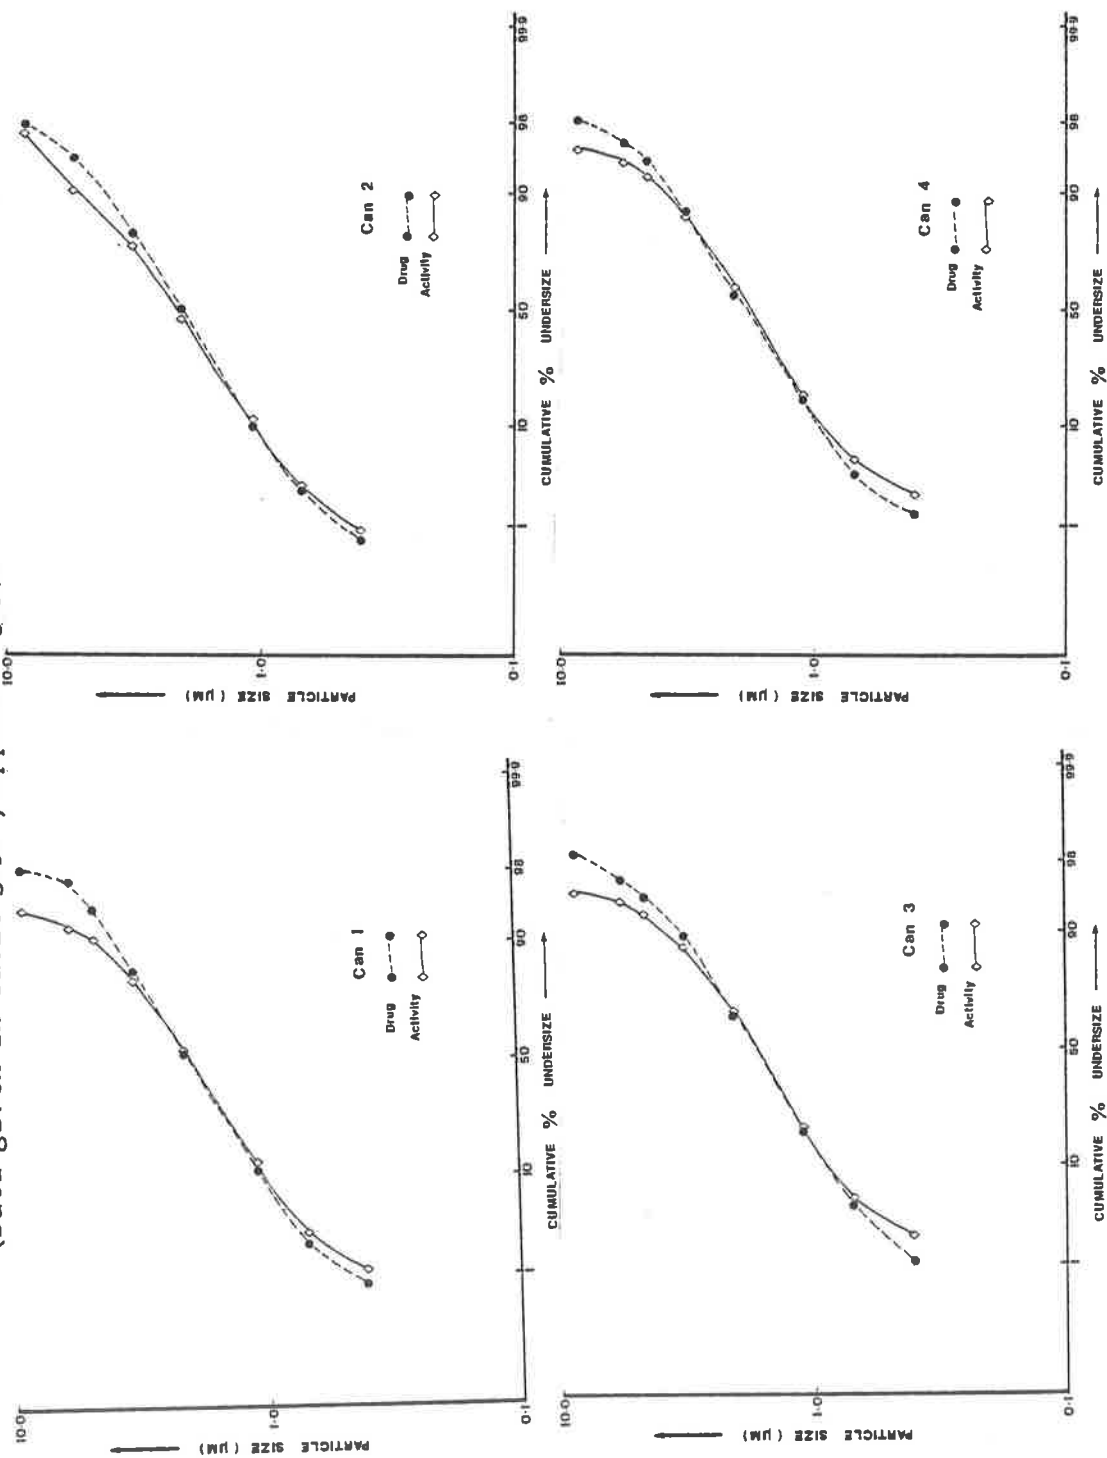 10·0
1·0
0·1
PARTICLE SIZE (µM)
Can 1
Drug
Activity
1 10 50 90 98 99·9
CUMULATIVE % UNDERSIZE
10·0
1·0
0·1
PARTICLE SIZE (µM)
Can 2
Drug
Activity
1 10 50 90 98 99·9
CUMULATIVE % UNDERSIZE
10·0
1·0
0·1
PARTICLE SIZE (µM)
Can 3
Drug
Activity
1 10 50 90 98 99·9
CUMULATIVE % UNDERSIZE
10·0
1·0
0·1
PARTICLE SIZE (µM)
Can 4
Drug
Activity
1 10 50 90 98 99·9
CUMULATIVE % UNDERSIZE